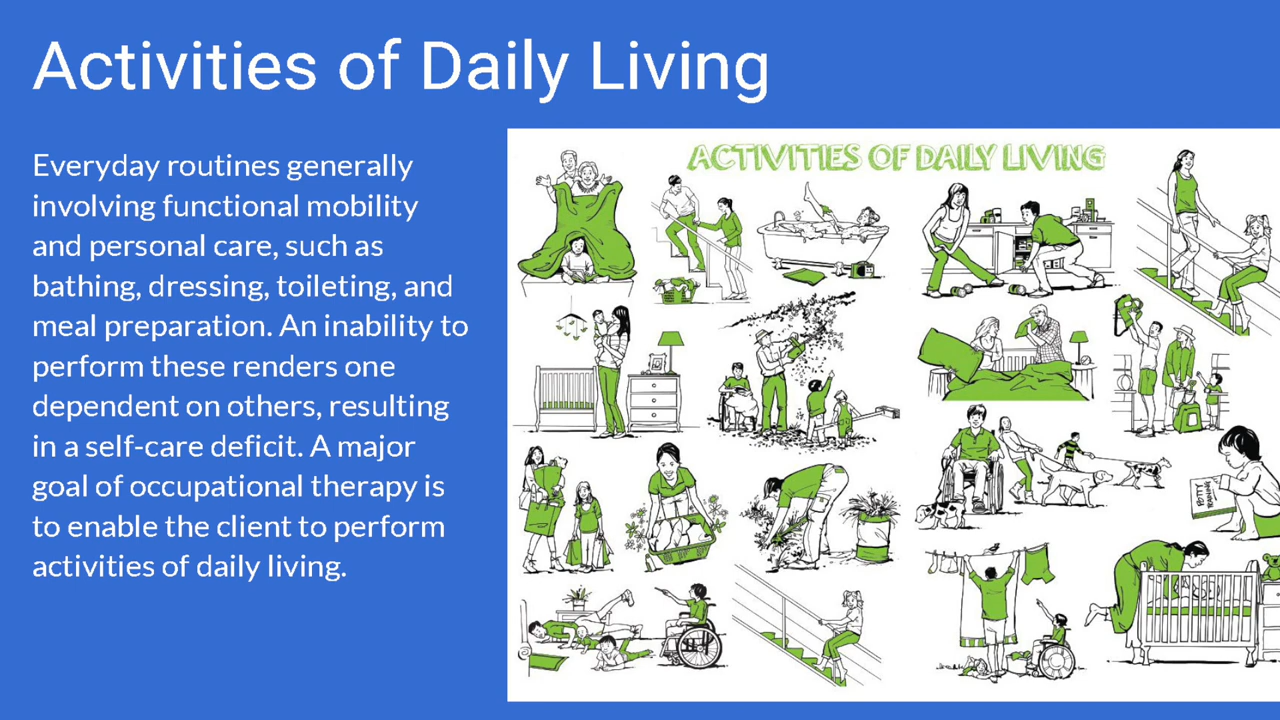 Activities of Daily Living
Everyday routines generally
involving functional mobility
and personal care, such as
bathing, dressing, toileting, and
meal preparation. An inability to
perform these renders one
dependent on others, resulting
in a self-care deficit. A major
goal of occupational therapy is
to enable the client to perform
activities of daily living.
ACTIVITIES OF DAILY LIVING
POTTY
TRAINING